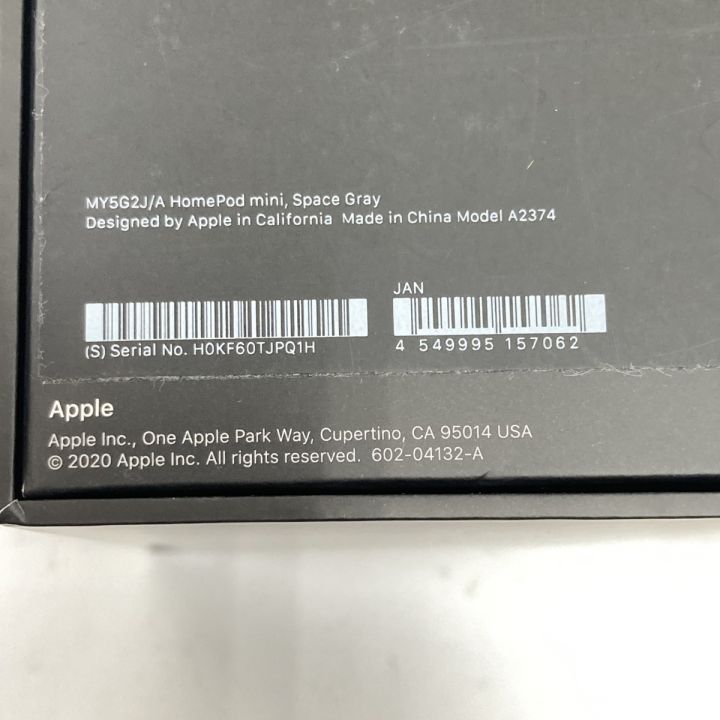 MY5G2J/A HomePod mini, Space Gray
Designed by Apple in California Made in China Model A2374
JAN
(S) Serial No. H0KF60TJPQ1H
4 549995 157062
Apple
Apple Inc., One Apple Park Way, Cupertino, CA 95014 USA
© 2020 Apple Inc. All rights reserved. 602-04132-A